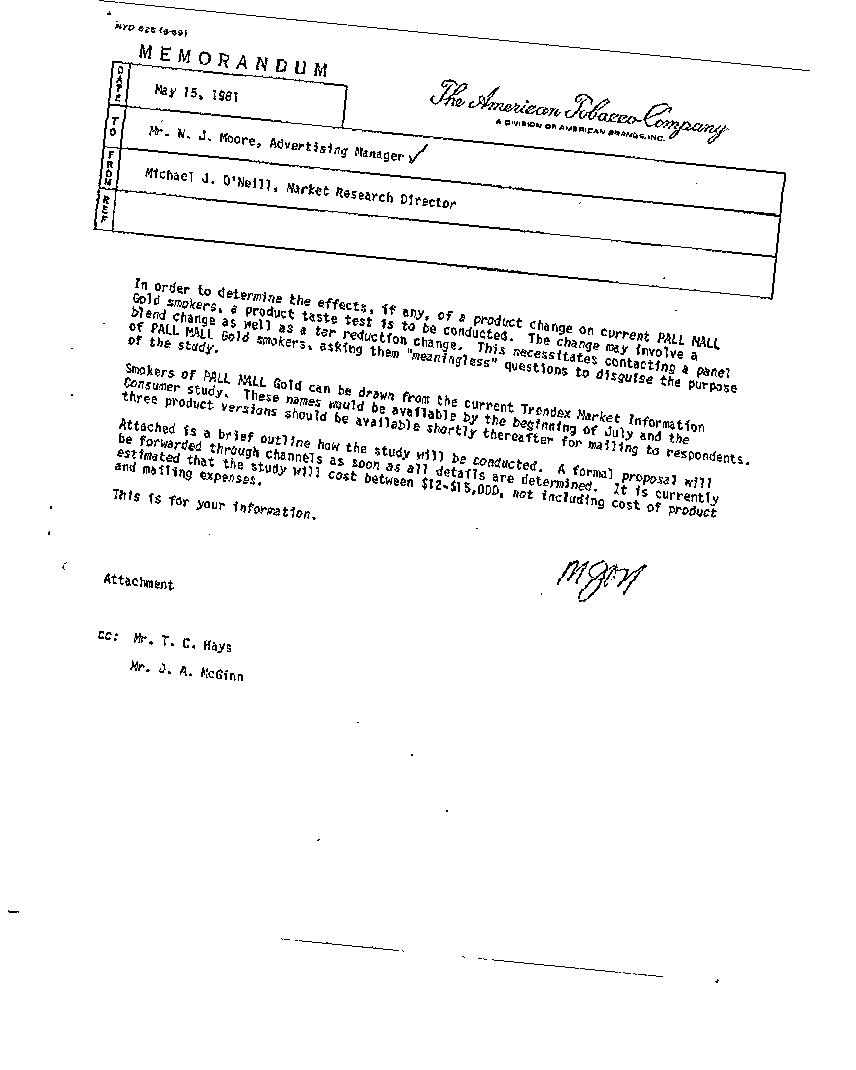 NYO 525 (9-69)
MEMORANDUM
The American Tobacco Company
A DIVISION OF AMERICAN BRANDS, INC.
DATE May 15, 1981
TO Mr. W. J. Moore, Advertising Manager ✓
FROM Michael J. O'Neill, Market Research Director
REF
In order to determine the effects, if any, of a product change on current PALL MALL
Gold smokers, a product taste test is to be conducted. The change may involve a
blend change as well as a tar reduction change. This necessitates contacting a panel
of PALL MALL Gold smokers, asking them "meaningless" questions to disguise the purpose
of the study.
Smokers of PALL MALL Gold can be drawn from the current Trendex Market Information
Consumer study. These names would be available by the beginning of July and the
three product versions should be available shortly thereafter for mailing to respondents.
Attached is a brief outline how the study will be conducted. A formal proposal will
be forwarded through channels as soon as all details are determined. It is currently
estimated that the study will cost between $12-$15,000, not including cost of product
and mailing expenses.
This is for your information.
MJO'N
Attachment
cc: Mr. T. C. Hays
Mr. J. A. McGinn